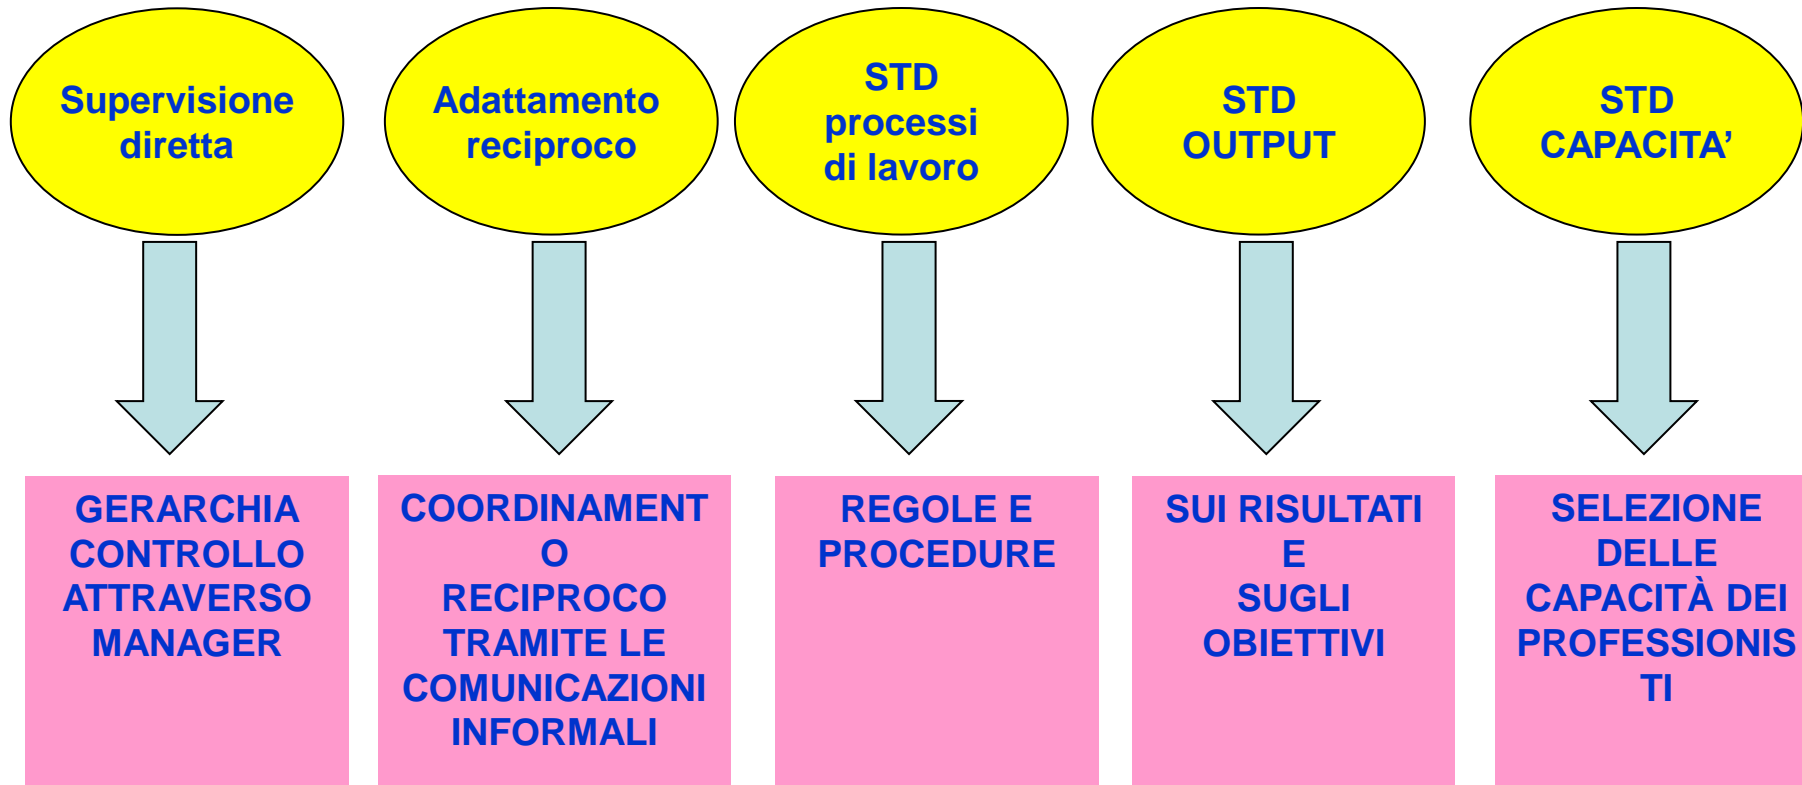 Supervisione
diretta
Adattamento
reciproco
STD
processi
di lavoro
STD
OUTPUT
STD
CAPACITA’
GERARCHIA
CONTROLLO
ATTRAVERSO
MANAGER
COORDINAMENT
O
RECIPROCO
TRAMITE LE
COMUNICAZIONI
INFORMALI
REGOLE E
PROCEDURE
SUI RISULTATI
E
SUGLI
OBIETTIVI
SELEZIONE
DELLE
CAPACITÀ DEI
PROFESSIONIS
TI